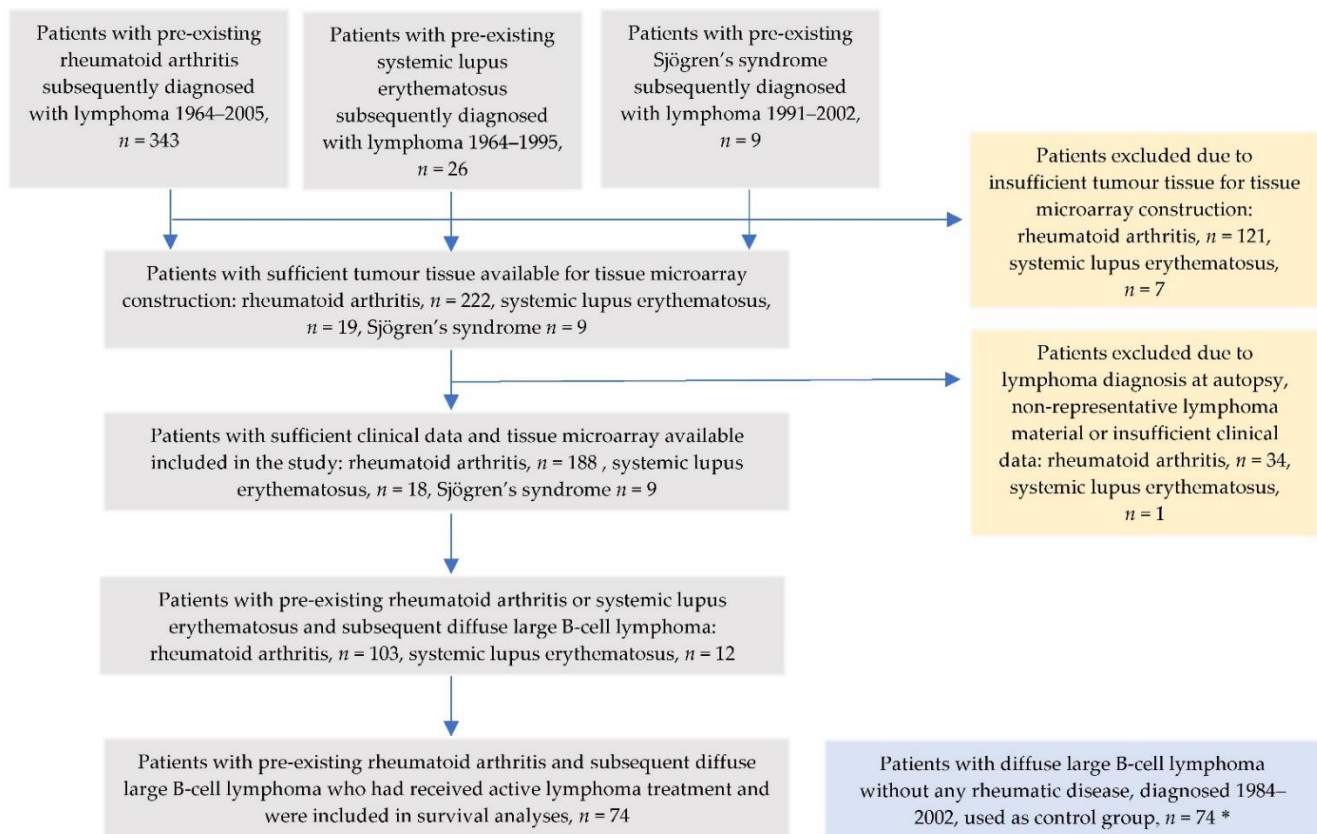 Patients with pre-existing
rheumatoid arthritis
subsequently diagnosed
with lymphoma 1964–2005,
n = 343
Patients with pre-existing
systemic lupus
erythematosus
subsequently diagnosed
with lymphoma 1964–1995,
n = 26
Patients with pre-existing
Sjögren's syndrome
subsequently diagnosed
with lymphoma 1991–2002,
n = 9
Patients excluded due to
insufficient tumour tissue for tissue
microarray construction:
rheumatoid arthritis, n = 121,
systemic lupus erythematosus,
n = 7
Patients with sufficient tumour tissue available for tissue microarray
construction: rheumatoid arthritis, n = 222, systemic lupus erythematosus,
n = 19, Sjögren's syndrome n = 9
Patients excluded due to
lymphoma diagnosis at autopsy,
non-representative lymphoma
material or insufficient clinical
data: rheumatoid arthritis, n = 34,
systemic lupus erythematosus,
n = 1
Patients with sufficient clinical data and tissue microarray available
included in the study: rheumatoid arthritis, n = 188 , systemic lupus
erythematosus, n = 18, Sjögren's syndrome n = 9
Patients with pre-existing rheumatoid arthritis or systemic lupus
erythematosus and subsequent diffuse large B-cell lymphoma:
rheumatoid arthritis, n = 103, systemic lupus erythematosus, n = 12
Patients with pre-existing rheumatoid arthritis and subsequent diffuse
large B-cell lymphoma who had received active lymphoma treatment and
were included in survival analyses, n = 74
Patients with diffuse large B-cell lymphoma
without any rheumatic disease, diagnosed 1984–
2002, used as control group, n = 74 *